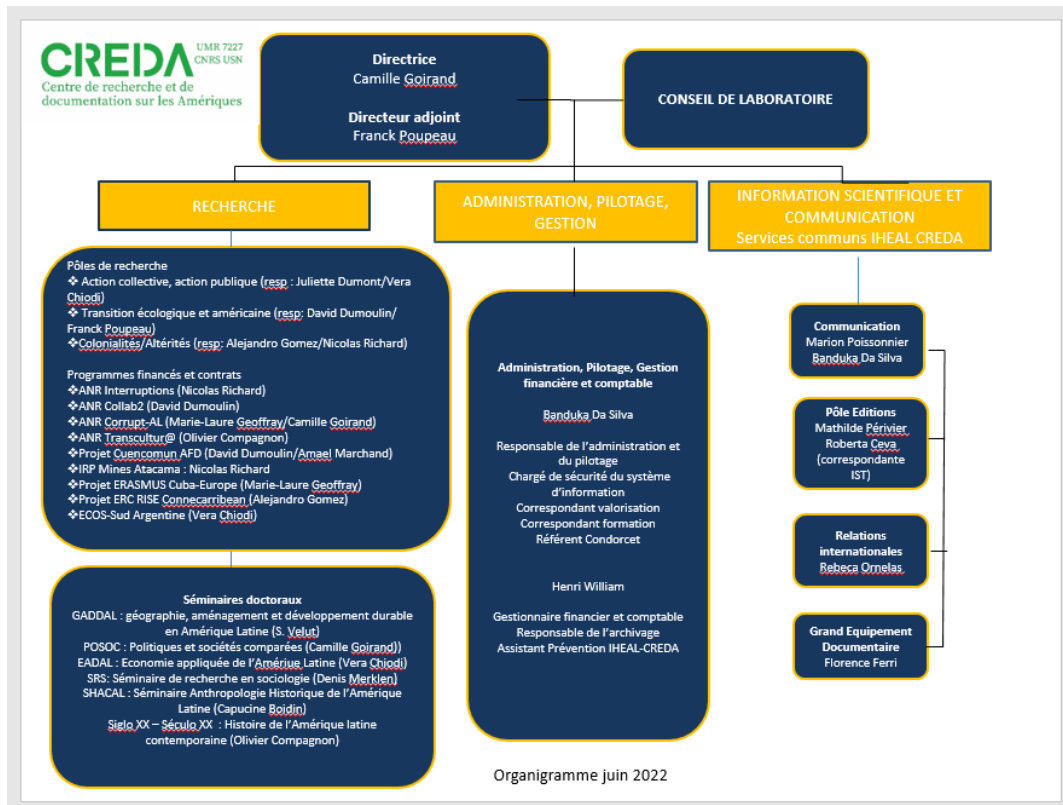 CREDA UMR 7227
CNRS USN
Centre de recherche et de
documentation sur les Amériques
Directrice
Camille Goirand
Directeur adjoint
Franck Poupeau
CONSEIL DE LABORATOIRE
RECHERCHE
ADMINISTRATION, PILOTAGE,
GESTION
INFORMATION SCIENTIFIQUE ET
COMMUNICATION
Services communs IHEAL CREDA
Pôles de recherche
❖ Action collective, action publique (resp : Juliette Dumont/Vera
Chiodi)
❖ Transition écologique et américaine (resp: David Dumoulin/
Franck Poupeau)
❖Colonialités/Altérités (resp: Alejandro Gomez/Nicolas Richard)
Programmes financés et contrats
❖ANR Interruptions (Nicolas Richard)
❖ANR Collab2 (David Dumoulin)
❖ANR Corrupt-AL (Marie-Laure Geoffray/Camille Goirand)
❖ANR Transcultur@ (Olivier Compagnon)
❖Projet Cuencomun AFD (David Dumoulin/Amael Marchand)
❖IRP Mines Atacama : Nicolas Richard
❖Projet ERASMUS Cuba-Europe (Marie-Laure Geoffray)
❖Projet ERC RISE Connecarribean (Alejandro Gomez)
❖ECOS-Sud Argentine (Vera Chiodi)
Séminaires doctoraux
GADDAL : géographie, aménagement et développement durable
en Amérique Latine (S. Velut)
POSOC : Politiques et sociétés comparées (Camille Goirand))
EADAL : Economie appliquée de l'Amériue Latine (Vera Chiodi)
SRS: Séminaire de recherche en sociologie (Denis Merklen)
SHACAL : Séminaire Anthropologie Historique de l'Amérique
Latine (Capucine Boidin)
Siglo XX – Século XX : Histoire de l'Amérique latine
contemporaine (Olivier Compagnon)
Administration, Pilotage, Gestion
financière et comptable
Banduka Da Silva
Responsable de l'administration et
du pilotage
Chargé de sécurité du système
d'information
Correspondant valorisation
Correspondant formation
Référent Condorcet
Henri William
Gestionnaire financier et comptable
Responsable de l'archivage
Assistant Prévention IHEAL-CREDA
Communication
Marion Poissonnier
Banduka Da Silva
Pôle Editions
Mathilde Périvier
Roberta Ceva
(correspondante
IST)
Relations
internationales
Rebeca Ornelas
Grand Equipement
Documentaire
Florence Ferri
Organigramme juin 2022